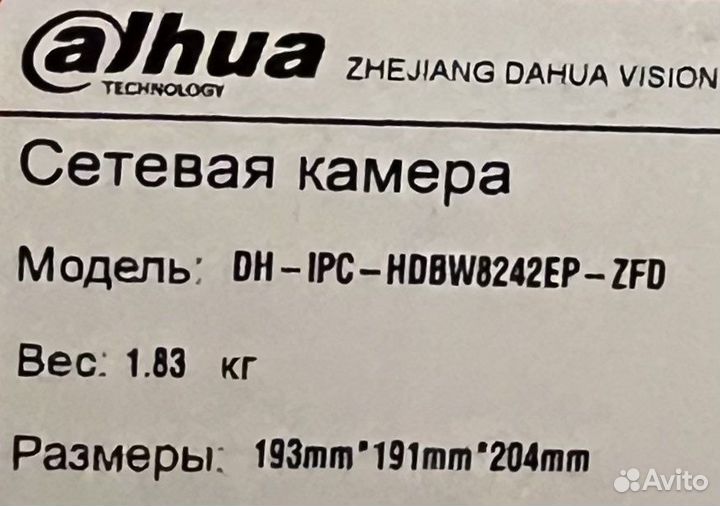 alhua ZHEJIANG DAHUA VISION
TECHNOLOGY
Сетевая камера
Модель: DH-IPC-HDBW8242EP-ZFD
Вес: 1.83 кг
Размеры: 193mm*191mm*204mm
Avito